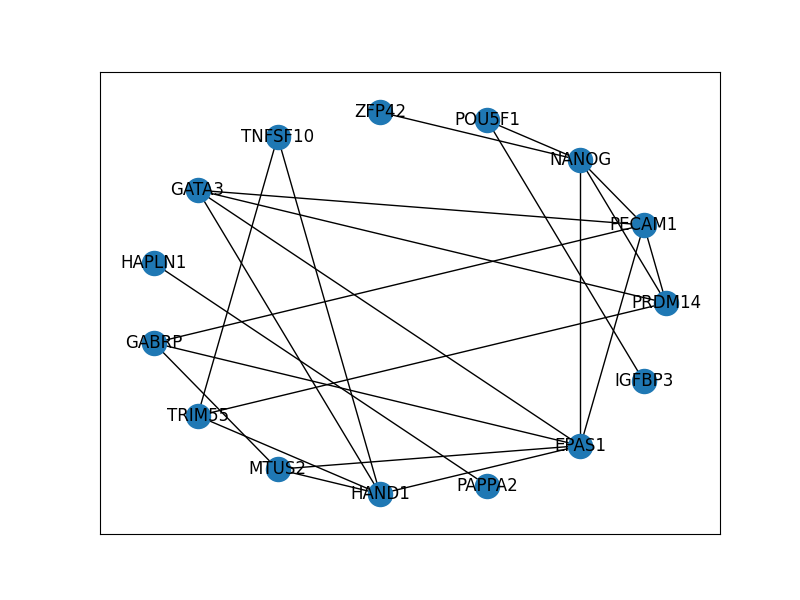 ZFP42
POU5F1
TNFSF10
NANOG
GATA3
PECAM1
HAPLN1
PRDM14
GABRP
IGFBP3
TRIM55
EPAS1
MTUS2
PAPPA2
HAND1